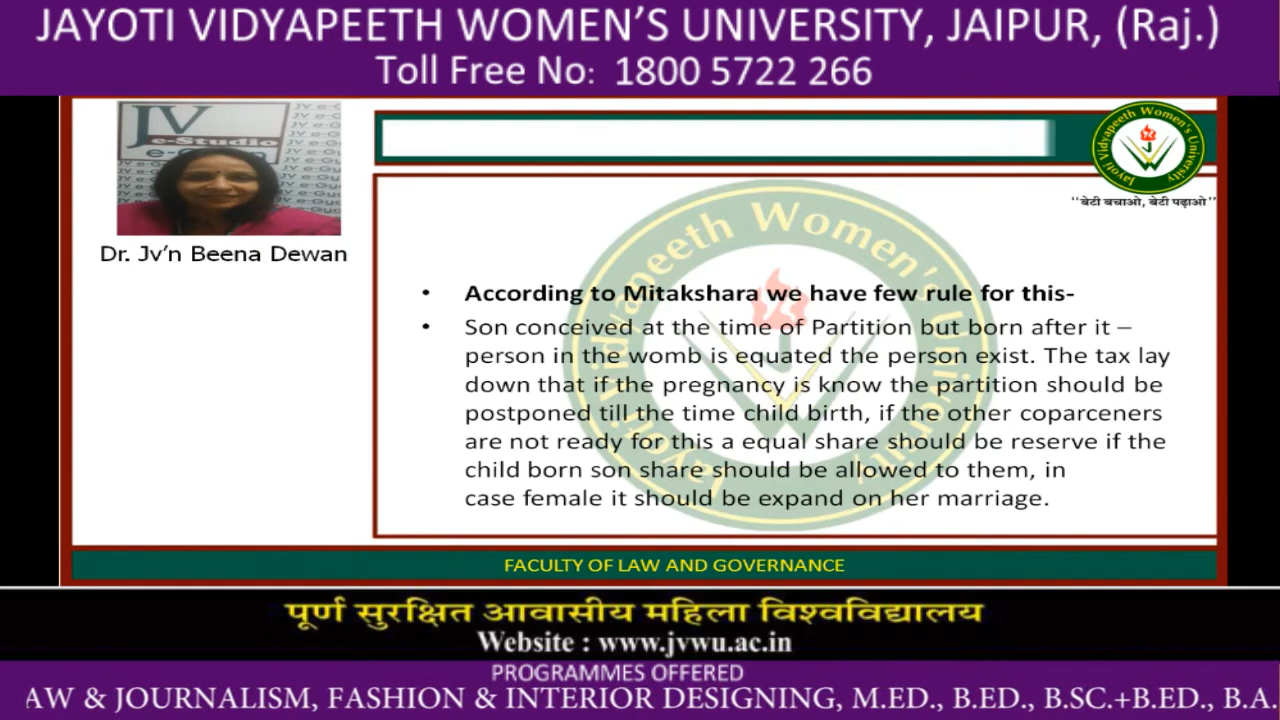 JAYOTI VIDYAPEETH WOMEN'S UNIVERSITY, JAIPUR, (Raj.)
Toll Free No: 1800 5722 266
JV
e-Studio
Dr. Jv'n Beena Dewan
Jayoti Vidyapeeth Women's University
"बेटी बचाओ, बेटी पढ़ाओ"
• According to Mitakshara we have few rule for this-
• Son conceived at the time of Partition but born after it –
person in the womb is equated the person exist. The tax lay
down that if the pregnancy is know the partition should be
postponed till the time child birth, if the other coparceners
are not ready for this a equal share should be reserve if the
child born son share should be allowed to them, in
case female it should be expand on her marriage.
FACULTY OF LAW AND GOVERNANCE
पूर्ण सुरक्षित आवासीय महिला विश्वविद्यालय
Website : www.jvwu.ac.in
PROGRAMMES OFFERED
AW & JOURNALISM, FASHION & INTERIOR DESIGNING, M.ED., B.ED., B.SC.+B.ED., B.A.